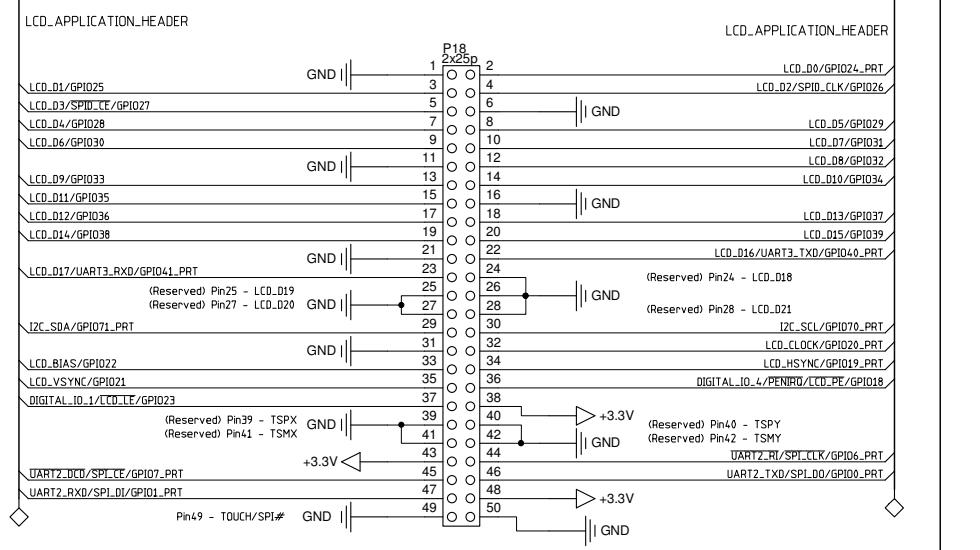 LCD_APPLICATION_HEADER
LCD_APPLICATION_HEADER
P18
2x25p
GND 1 2 LCD_D0/GPIO24_PRT
LCD_D1/GPIO25 3 4 LCD_D2/SPID_CLK/GPIO26
LCD_D3/SPID_CE/GPIO27 5 6 GND
LCD_D4/GPIO28 7 8 LCD_D5/GPIO29
LCD_D6/GPIO30 9 10 LCD_D7/GPIO31
GND 11 12 LCD_D8/GPIO32
LCD_D9/GPIO33 13 14 LCD_D10/GPIO34
LCD_D11/GPIO35 15 16 GND
LCD_D12/GPIO36 17 18 LCD_D13/GPIO37
LCD_D14/GPIO38 19 20 LCD_D15/GPIO39
GND 21 22 LCD_D16/UART3_TXD/GPIO40_PRT
LCD_D17/UART3_RXD/GPIO41_PRT 23 24 (Reserved) Pin24 - LCD_D18
(Reserved) Pin25 - LCD_D19 25 26 GND
(Reserved) Pin27 - LCD_D20 GND 27 28 (Reserved) Pin28 - LCD_D21
I2C_SDA/GPIO71_PRT 29 30 I2C_SCL/GPIO70_PRT
GND 31 32 LCD_CLOCK/GPIO20_PRT
LCD_BIAS/GPIO22 33 34 LCD_HSYNC/GPIO19_PRT
LCD_VSYNC/GPIO21 35 36 DIGITAL_IO_4/PENIRQ/LCD_PE/GPIO18
DIGITAL_IO_1/LCD_LE/GPIO23 37 38 +3.3V
(Reserved) Pin39 - TSPX GND 39 40 (Reserved) Pin40 - TSPY
(Reserved) Pin41 - TSMX 41 42 GND (Reserved) Pin42 - TSMY
+3.3V 43 44 UART2_RI/SPI_CLK/GPIO6_PRT
UART2_DCD/SPI_CE/GPIO7_PRT 45 46 UART2_TXD/SPI_DO/GPIO0_PRT
UART2_RXD/SPI_DI/GPIO1_PRT 47 48 +3.3V
Pin49 - TOUCH/SPI# GND 49 50 GND